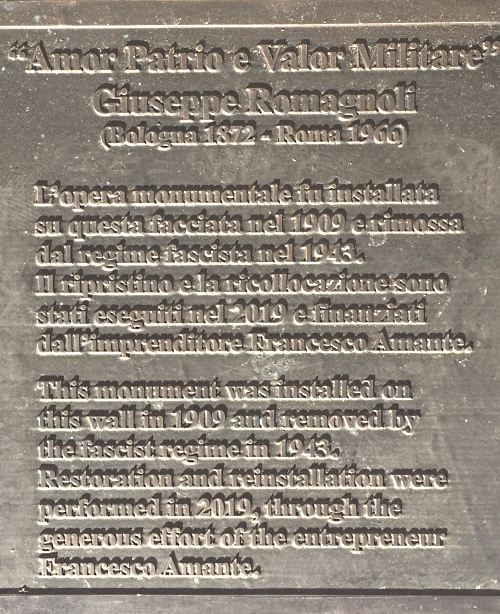 “Amor Patrio e Valor Militare”
Giuseppe Romagnoli
(Bologna 1872 - Roma 1966)
L’opera monumentale fu installata
su questa facciata nel 1909 e rimossa
dal regime fascista nel 1943.
Il ripristino e la ricollocazione sono
stati eseguiti nel 2019 e finanziati
dall’imprenditore Francesco Amante.
This monument was installed on
this wall in 1909 and removed by
the fascist regime in 1943.
Restoration and reinstallation were
performed in 2019, through the
generous effort of the entrepreneur
Francesco Amante.